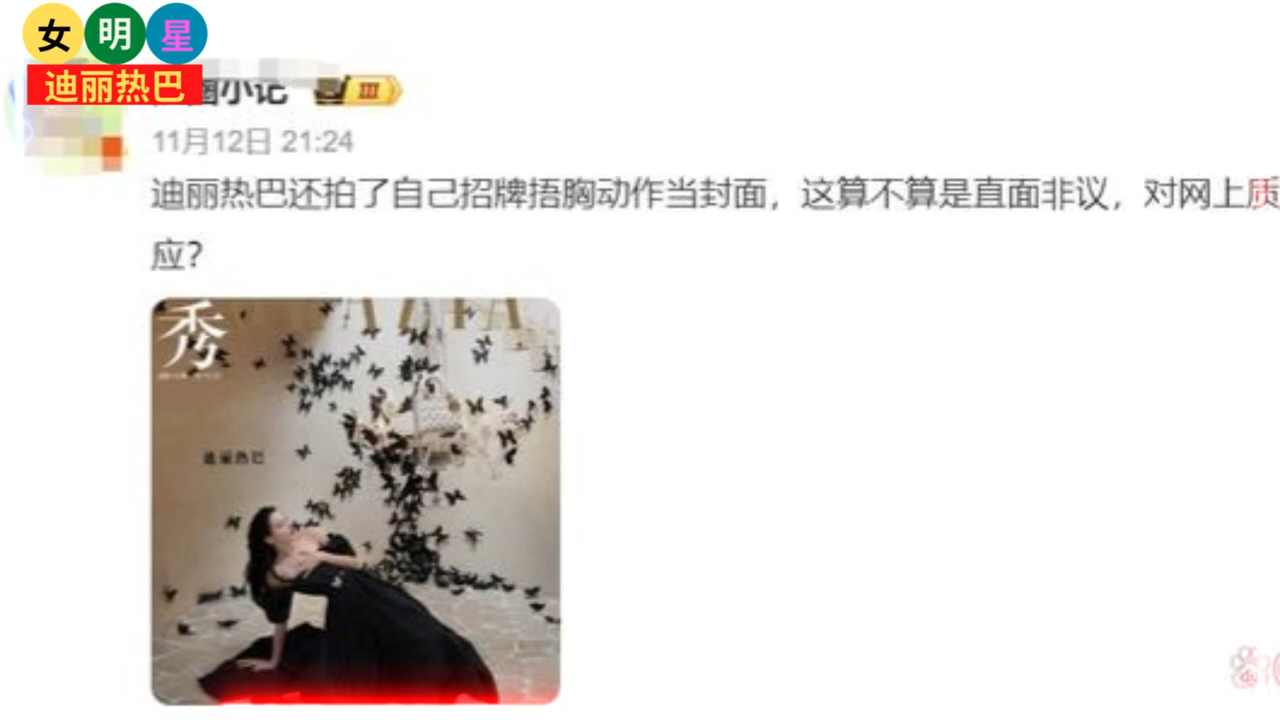 女明星
迪丽热巴
圈小记
III
11月12日 21:24
迪丽热巴还拍了自己招牌捂胸动作当封面，这算不算是直面非议，对网上质
应？
秀
迪丽热巴